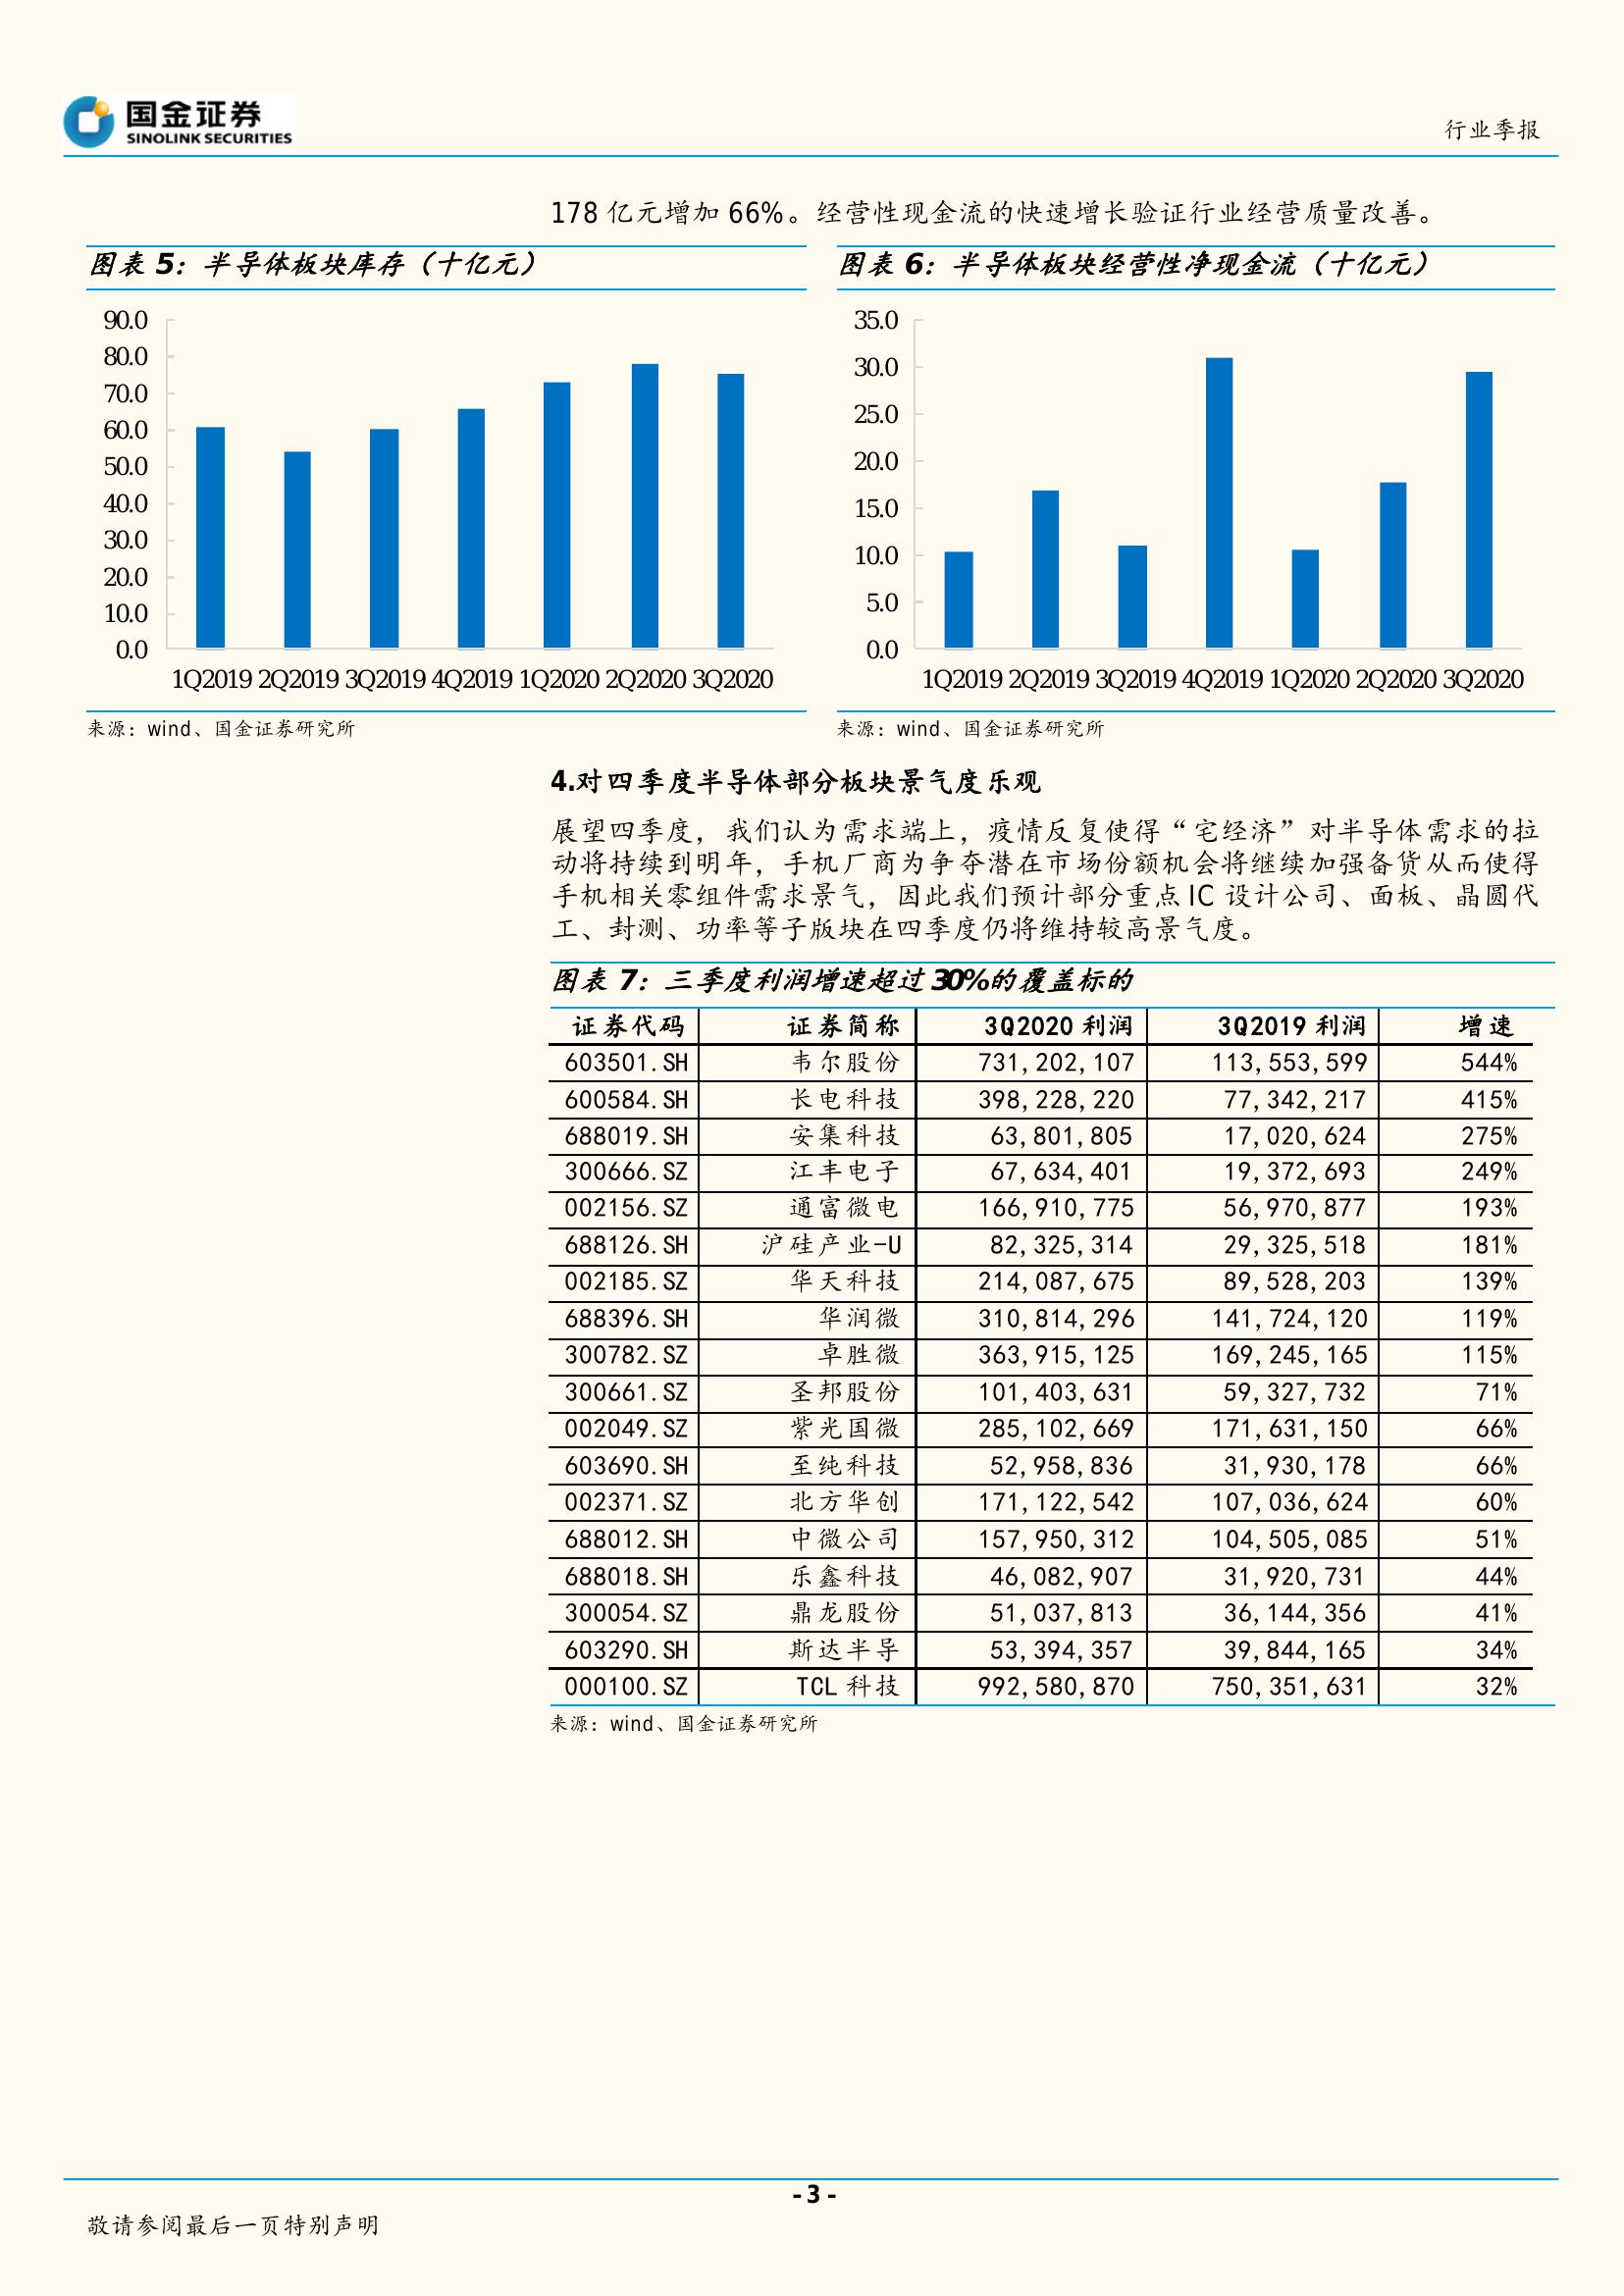 国金证券
SINOLINK SECURITIES
行业季报
178 亿元增加 66%。经营性现金流的快速增长验证行业经营质量改善。
图表 5：半导体板块库存（十亿元）
90.0
80.0
70.0
60.0
50.0
40.0
30.0
20.0
10.0
0.0
1Q2019 2Q2019 3Q2019 4Q2019 1Q2020 2Q2020 3Q2020
来源：wind、国金证券研究所
图表 6：半导体板块经营性净现金流（十亿元）
35.0
30.0
25.0
20.0
15.0
10.0
5.0
0.0
1Q2019 2Q2019 3Q2019 4Q2019 1Q2020 2Q2020 3Q2020
来源：wind、国金证券研究所
4.对四季度半导体部分板块景气度乐观
展望四季度，我们认为需求端上，疫情反复使得“宅经济”对半导体需求的拉
动将持续到明年，手机厂商为争夺潜在市场份额机会将继续加强备货从而使得
手机相关零组件需求景气，因此我们预计部分重点 IC 设计公司、面板、晶圆代
工、封测、功率等子版块在四季度仍将维持较高景气度。
图表 7：三季度利润增速超过 30%的覆盖标的
证券代码 证券简称 3Q2020 利润 3Q2019 利润 增速
603501.SH 韦尔股份 731,202,107 113,553,599 544%
600584.SH 长电科技 398,228,220 77,342,217 415%
688019.SH 安集科技 63,801,805 17,020,624 275%
300666.SZ 江丰电子 67,634,401 19,372,693 249%
002156.SZ 通富微电 166,910,775 56,970,877 193%
688126.SH 沪硅产业-U 82,325,314 29,325,518 181%
002185.SZ 华天科技 214,087,675 89,528,203 139%
688396.SH 华润微 310,814,296 141,724,120 119%
300782.SZ 卓胜微 363,915,125 169,245,165 115%
300661.SZ 圣邦股份 101,403,631 59,327,732 71%
002049.SZ 紫光国微 285,102,669 171,631,150 66%
603690.SH 至纯科技 52,958,836 31,930,178 66%
002371.SZ 北方华创 171,122,542 107,036,624 60%
688012.SH 中微公司 157,950,312 104,505,085 51%
688018.SH 乐鑫科技 46,082,907 31,920,731 44%
300054.SZ 鼎龙股份 51,037,813 36,144,356 41%
603290.SH 斯达半导 53,394,357 39,844,165 34%
000100.SZ TCL 科技 992,580,870 750,351,631 32%
来源：wind、国金证券研究所
- 3 -
敬请参阅最后一页特别声明